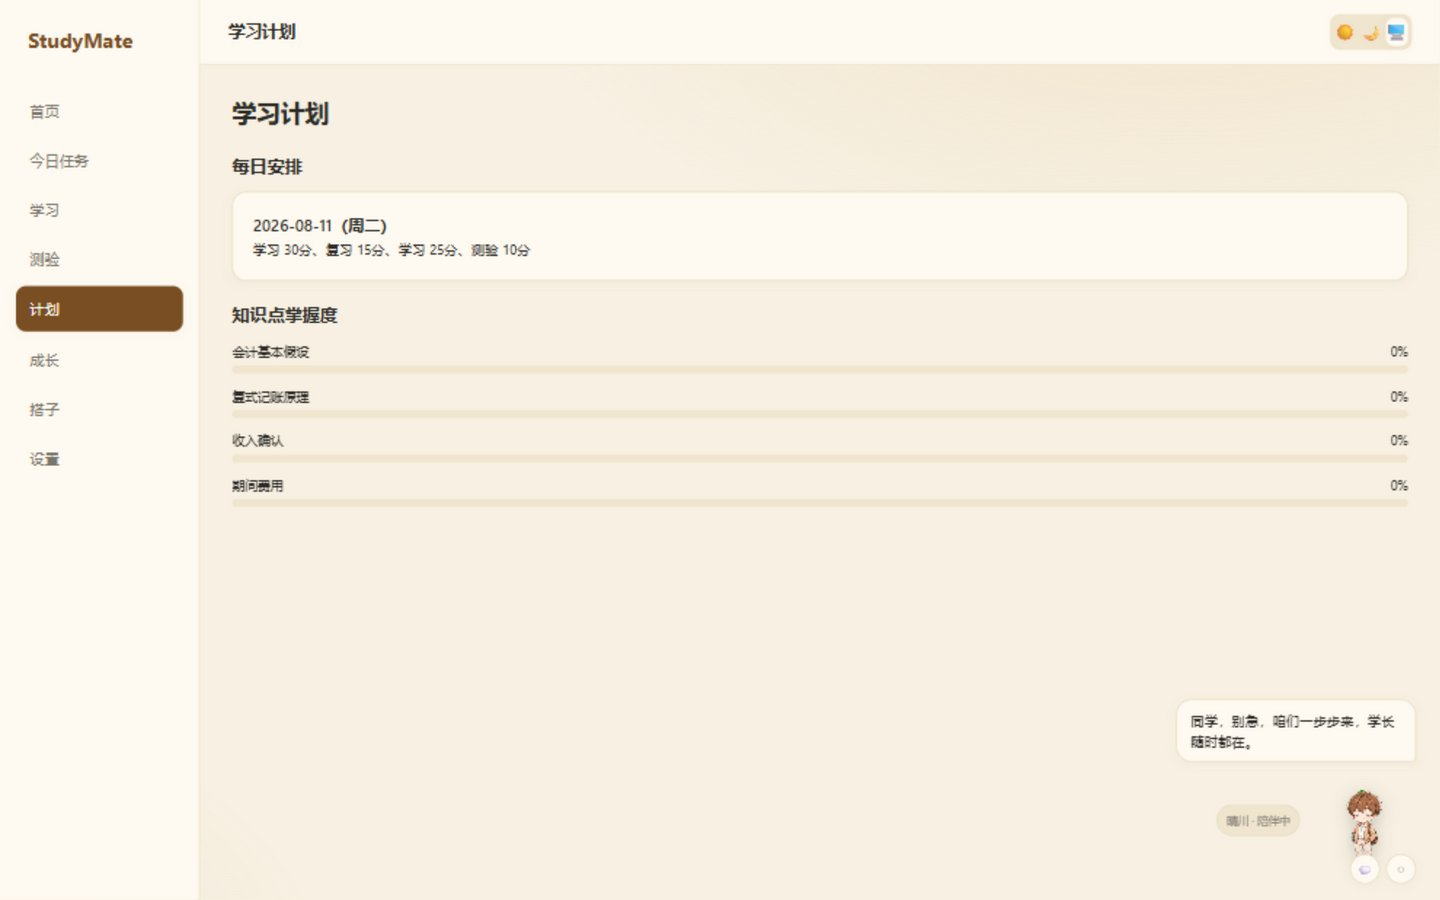 StudyMate
首页
今日任务
学习
测验
计划
成长
搭子
设置
学习计划
学习计划
每日安排
2026-08-11（周二）
学习 30分、复习 15分、学习 25分、测验 10分
知识点掌握度
会计基本假设
0%
复式记账原理
0%
收入确认
0%
期间费用
0%
同学，别急，咱们一步步来，学长
随时都在。
晴川 · 陪伴中